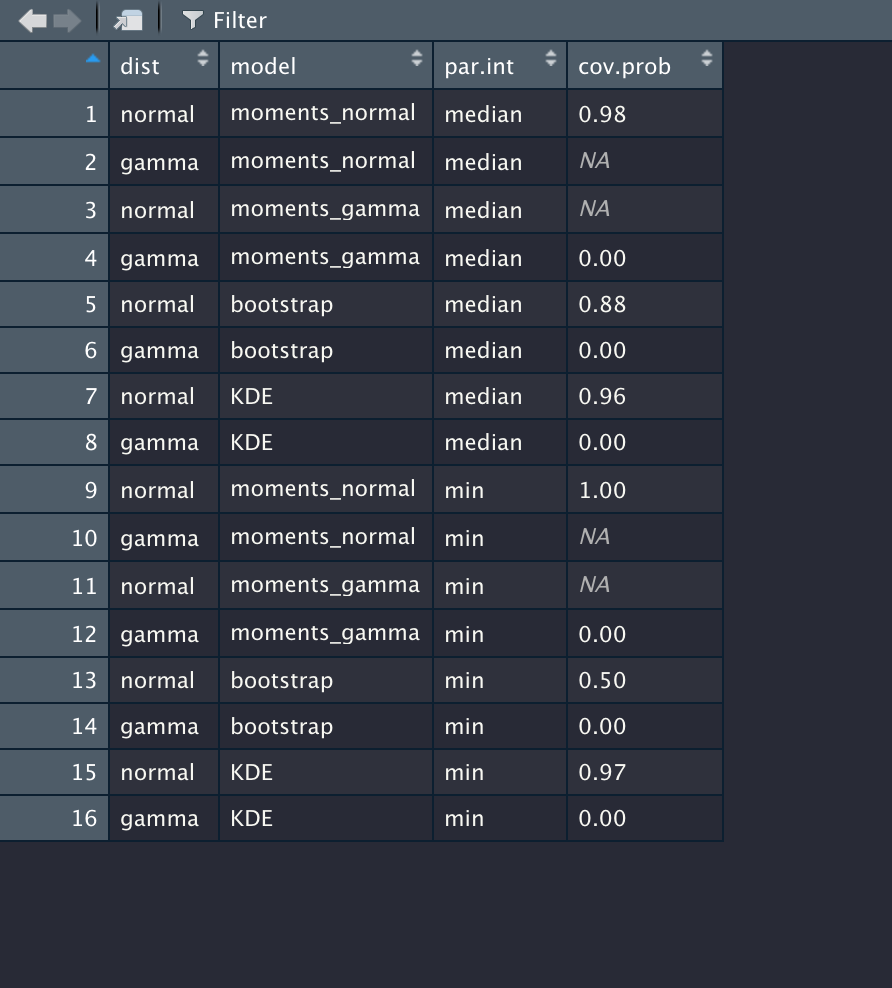 Filter
dist model par.int cov.prob
1 normal moments_normal median 0.98
2 gamma moments_normal median NA
3 normal moments_gamma median NA
4 gamma moments_gamma median 0.00
5 normal bootstrap median 0.88
6 gamma bootstrap median 0.00
7 normal KDE median 0.96
8 gamma KDE median 0.00
9 normal moments_normal min 1.00
10 gamma moments_normal min NA
11 normal moments_gamma min NA
12 gamma moments_gamma min 0.00
13 normal bootstrap min 0.50
14 gamma bootstrap min 0.00
15 normal KDE min 0.97
16 gamma KDE min 0.00